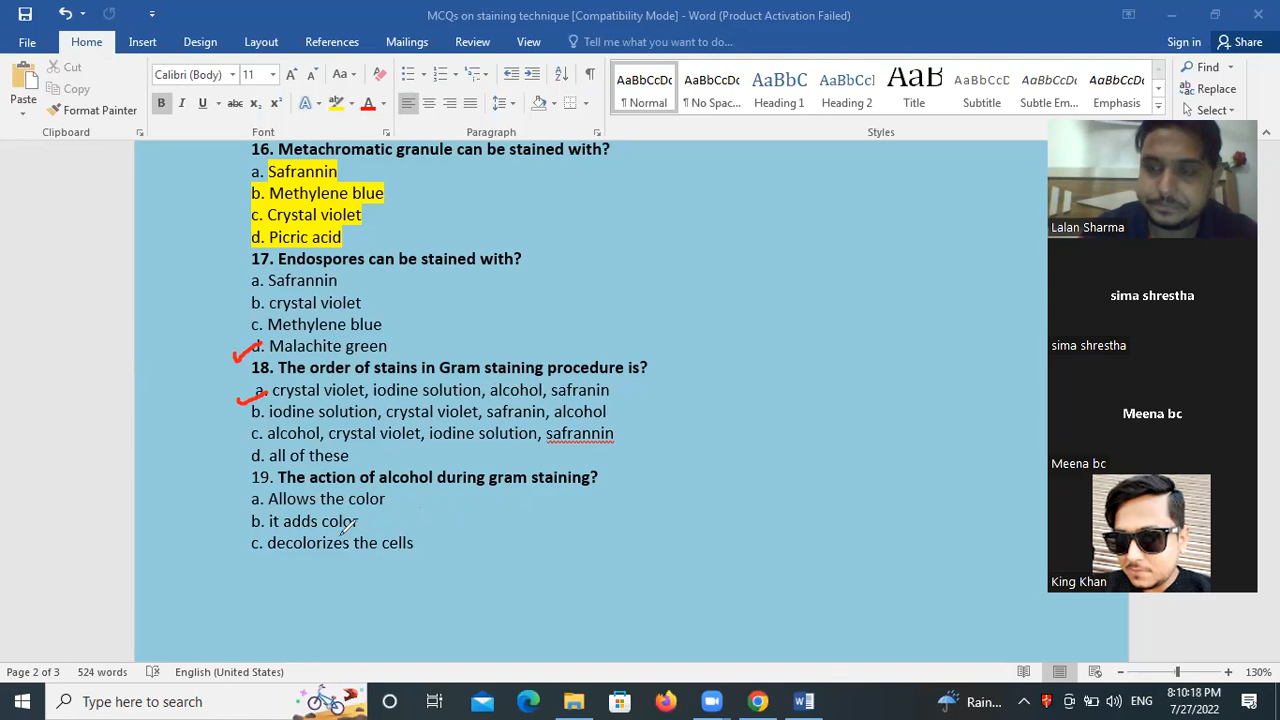 MCQs on staining technique [Compatibility Mode] - Word (Product Activation Failed)
File Home Insert Design Layout References Mailings Review View Tell me what you want to do... Sign in Share
Paste
Cut
Copy
Format Painter
Clipboard
Calibri (Body) 11
Font
Paragraph
AaBbCcDc ¶ Normal
AaBbCcDc ¶ No Spac...
AaBbC Heading 1
AaBbCcI Heading 2
AaB Title
AaBbCcD Subtitle
AaBbCcDc Subtle Em...
AaBbCcDc Emphasis
Styles
Find
Replace
Select
16. Metachromatic granule can be stained with?
a. Safrannin
b. Methylene blue
c. Crystal violet
d. Picric acid
17. Endospores can be stained with?
a. Safrannin
b. crystal violet
c. Methylene blue
d. Malachite green
18. The order of stains in Gram staining procedure is?
a. crystal violet, iodine solution, alcohol, safranin
b. iodine solution, crystal violet, safranin, alcohol
c. alcohol, crystal violet, iodine solution, safrannin
d. all of these
19. The action of alcohol during gram staining?
a. Allows the color
b. it adds color
c. decolorizes the cells
Lalan Sharma
sima shrestha
sima shrestha
Meena bc
Meena bc
King Khan
Page 2 of 3 524 words English (United States) 130%
Type here to search
Rain... ENG 8:10:18 PM
7/27/2022